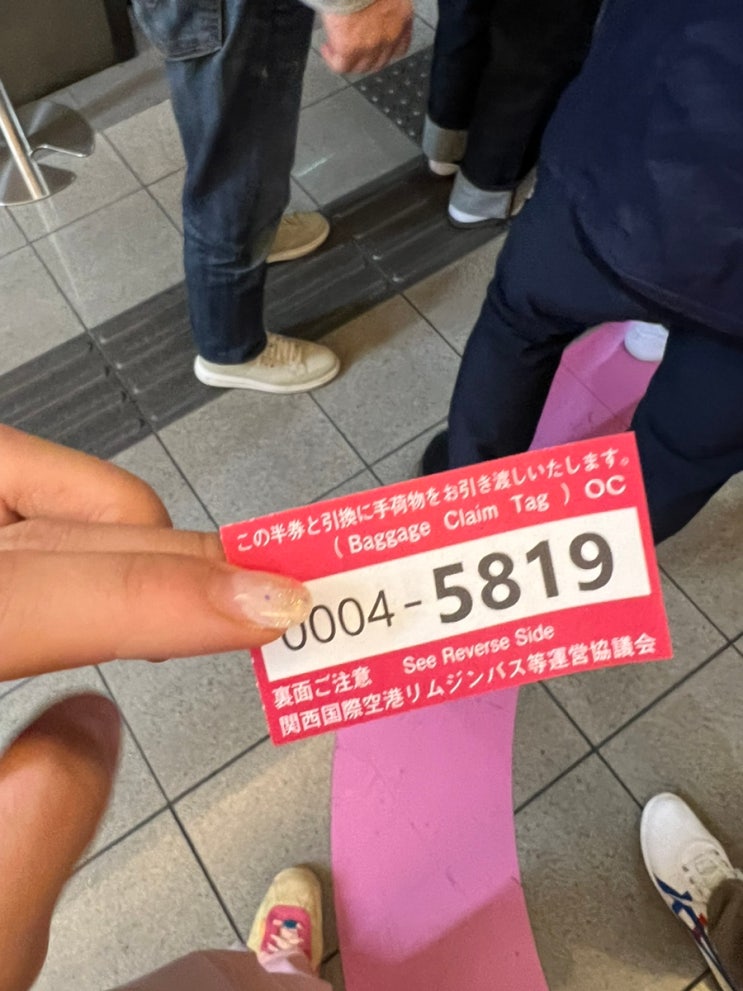 この半券と引換に手荷物をお引き渡しいたします。
( Baggage Claim Tag ) OC
0004-5819
裏面ご注意 See Reverse Side
関西国際空港リムジンバス等運営協議会